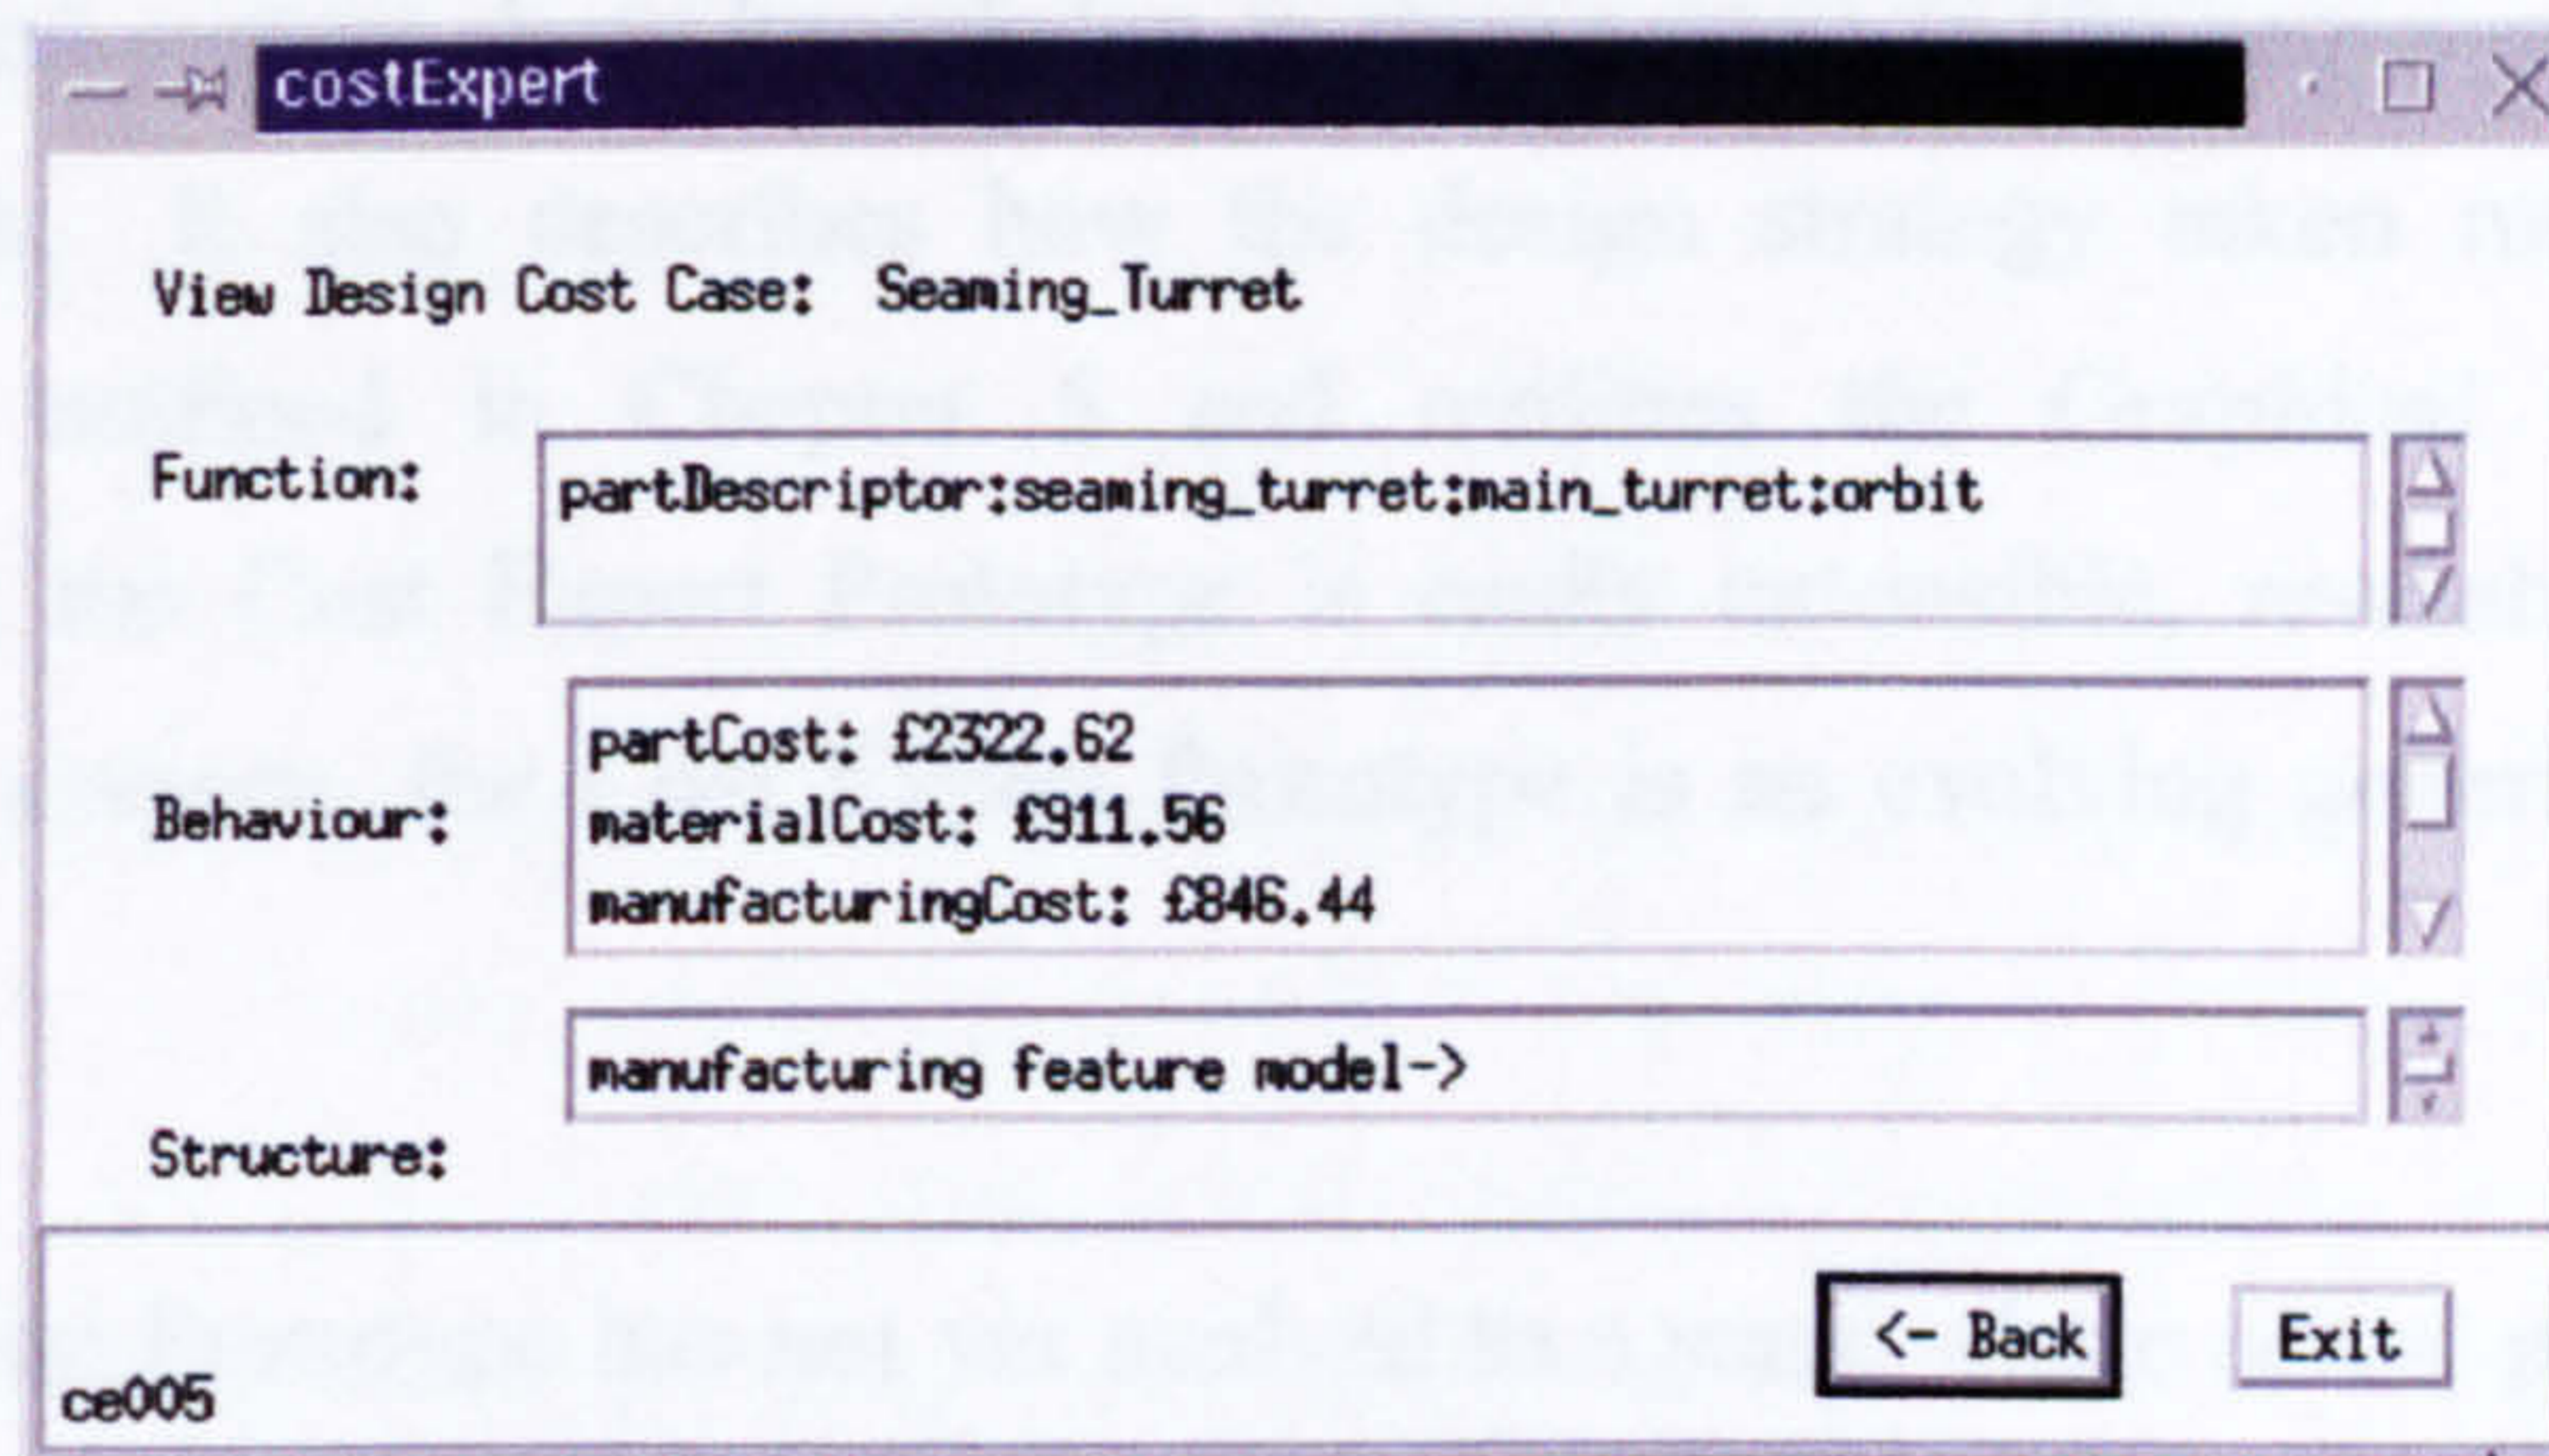 costExpert
View Design Cost Case: Seaming_Turret
Function: partDescriptor:seaming_turret:main_turret:orbit
partCost: £2322.62
Behaviour: materialCost: £911.56
manufacturingCost: £846.44
manufacturing feature model->
Structure:
<- Back Exit
ce005